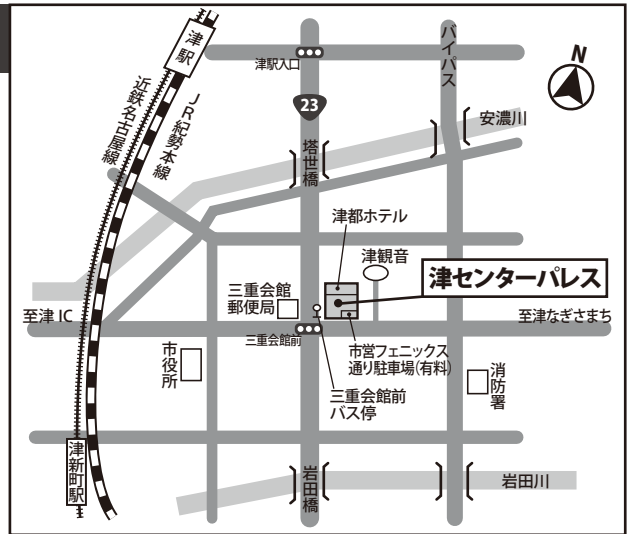 津駅
津駅入口
バイパス
N
近鉄名古屋線
JR紀勢本線
23
塔世橋
安濃川
津都ホテル
津観音
津センターパレス
三重会館
郵便局
至津IC
至津なぎさまち
三重会館前
市営フェニックス
通り駐車場(有料)
市役所
三重会館前
バス停
消防署
津新町駅
岩田橋
岩田川